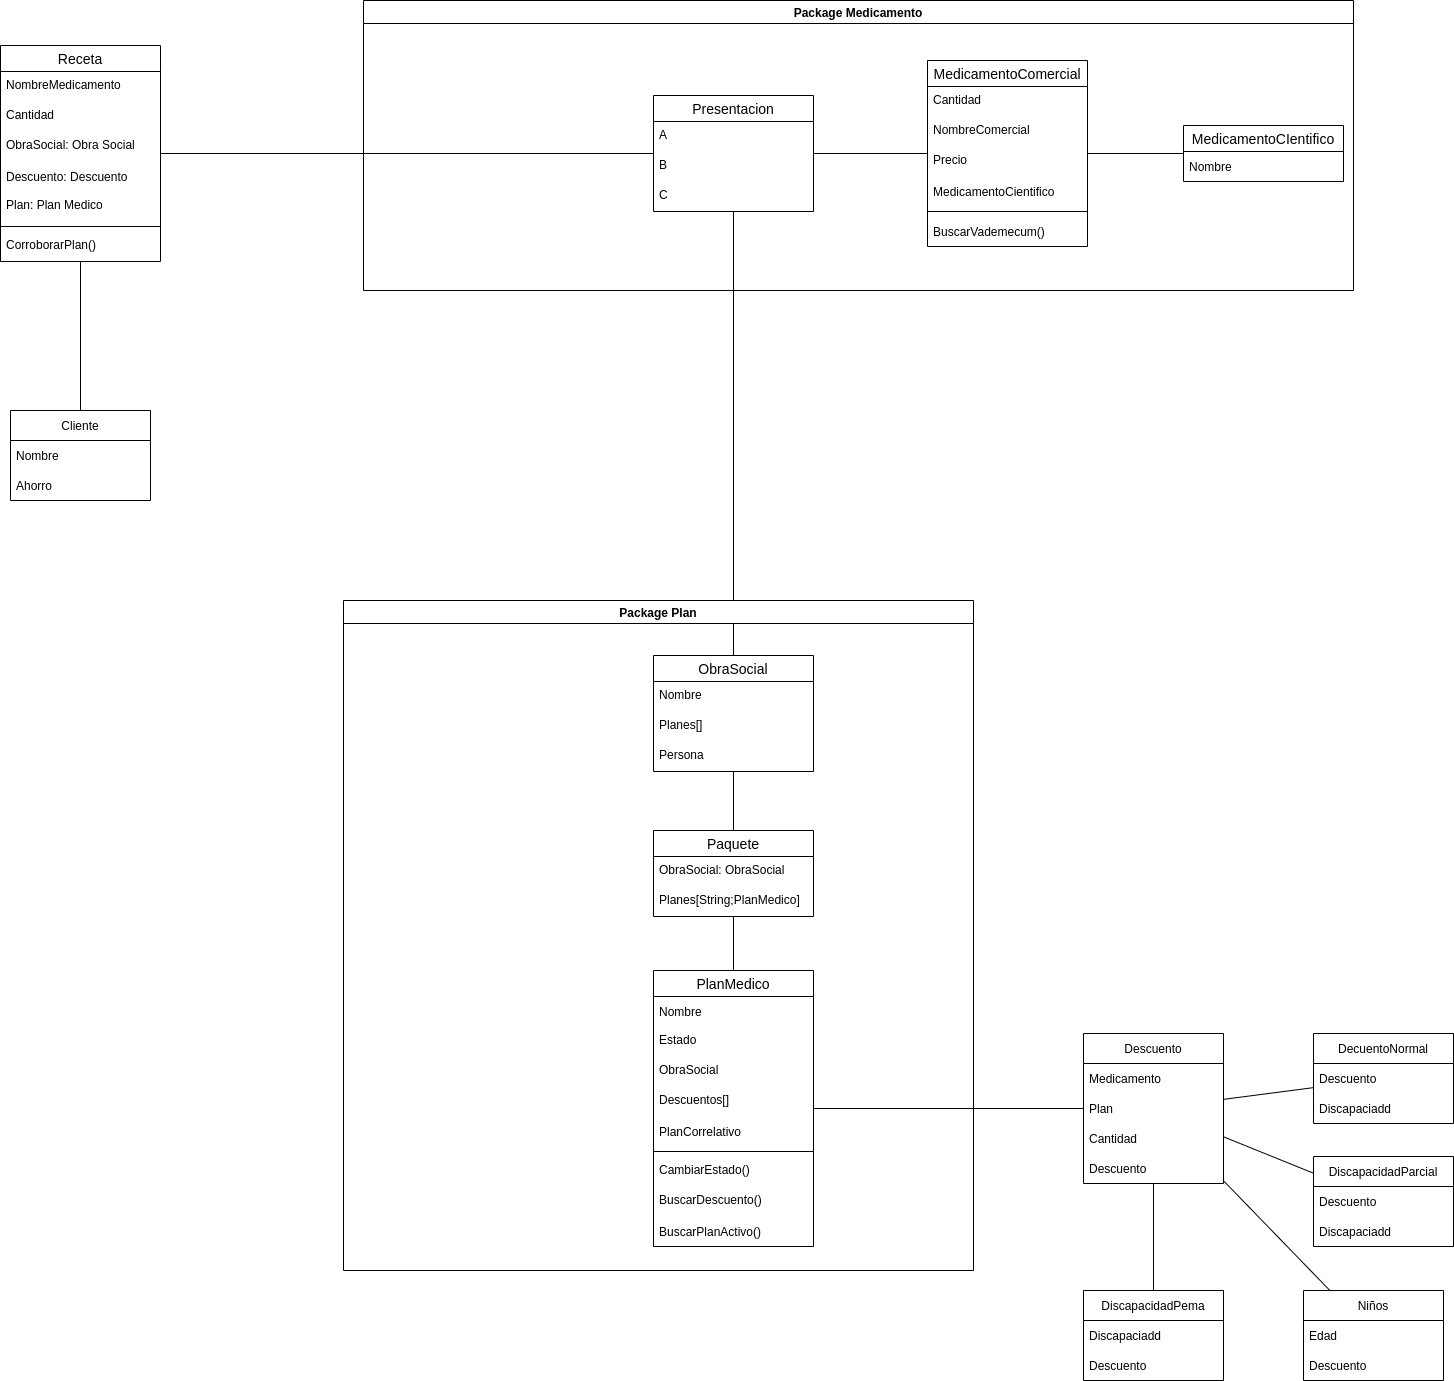 Package Medicamento
Receta
NombreMedicamento
Cantidad
ObraSocial: Obra Social
Descuento: Descuento
Plan: Plan Medico
CorroborarPlan()
Presentacion
A
B
C
MedicamentoComercial
Cantidad
NombreComercial
Precio
MedicamentoCientifico
BuscarVademecum()
MedicamentoCIentifico
Nombre
Cliente
Nombre
Ahorro
Package Plan
ObraSocial
Nombre
Planes[]
Persona
Paquete
ObraSocial: ObraSocial
Planes[String;PlanMedico]
PlanMedico
Nombre
Estado
ObraSocial
Descuentos[]
PlanCorrelativo
CambiarEstado()
BuscarDescuento()
BuscarPlanActivo()
Descuento
Medicamento
Plan
Cantidad
Descuento
DecuentoNormal
Descuento
Discapaciadd
DiscapacidadParcial
Descuento
Discapaciadd
DiscapacidadPema
Discapaciadd
Descuento
Niños
Edad
Descuento